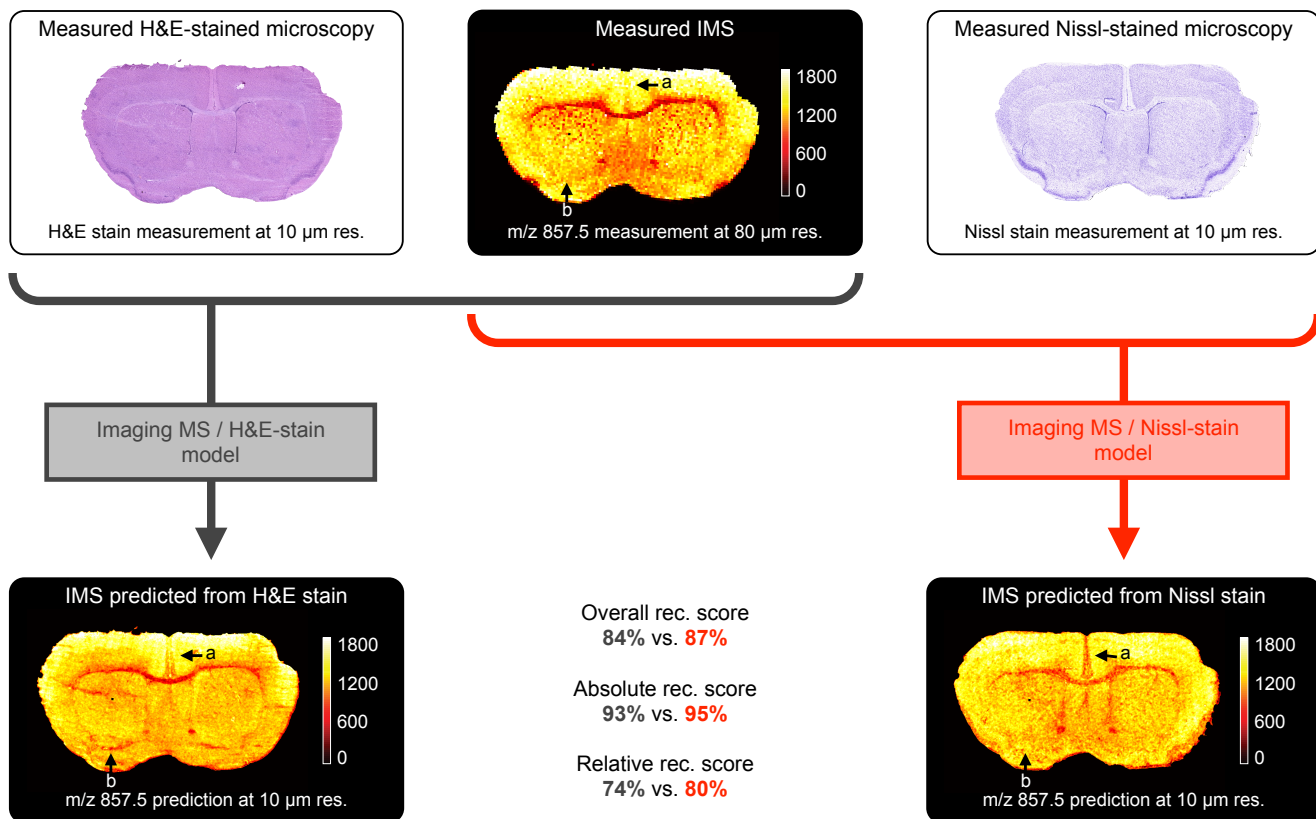 Measured H&E-stained microscopy
H&E stain measurement at 10 µm res.
Measured IMS
a
1800
1200
600
0
b
m/z 857.5 measurement at 80 µm res.
Measured Nissl-stained microscopy
Nissl stain measurement at 10 µm res.
Imaging MS / H&E-stain
model
Imaging MS / Nissl-stain
model
IMS predicted from H&E stain
a
1800
1200
600
0
b
m/z 857.5 prediction at 10 µm res.
Overall rec. score
84% vs. 87%
Absolute rec. score
93% vs. 95%
Relative rec. score
74% vs. 80%
IMS predicted from Nissl stain
a
1800
1200
600
0
b
m/z 857.5 prediction at 10 µm res.